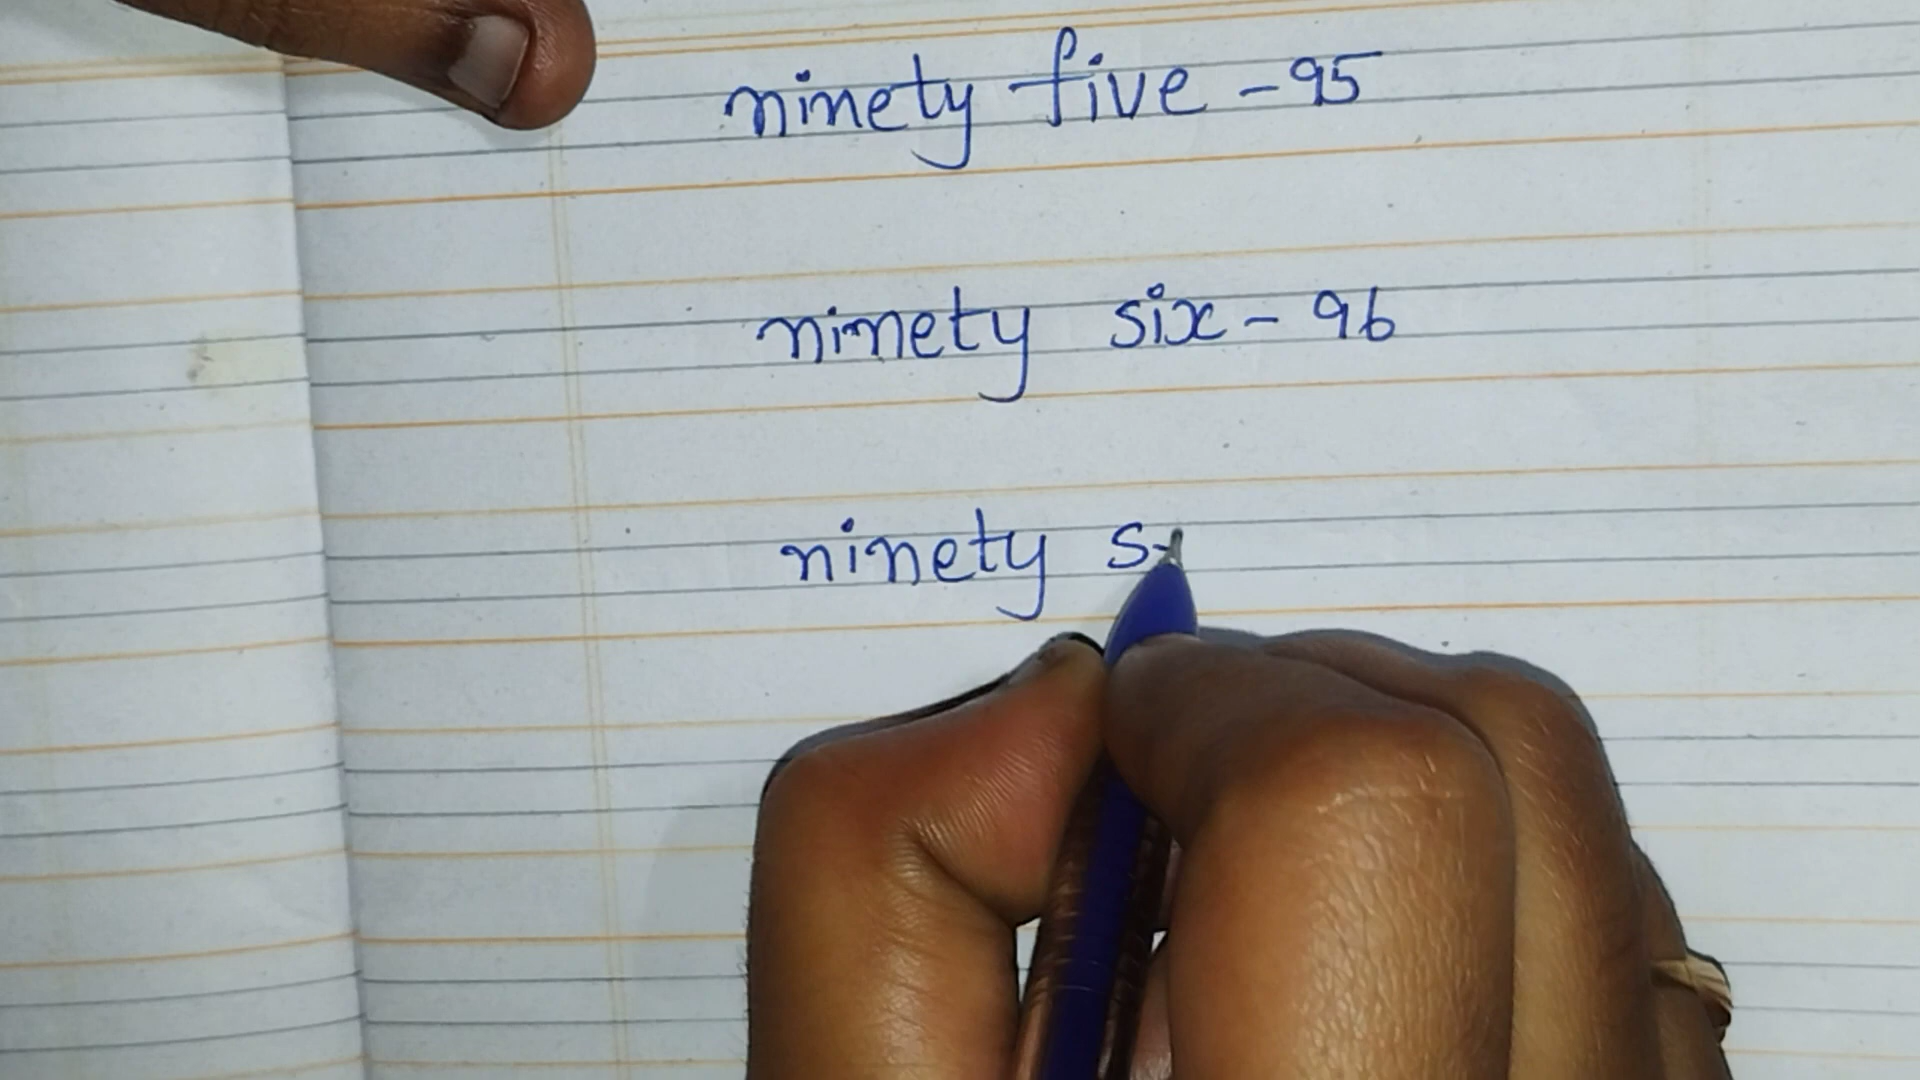 ninety five - 95
ninety six - 96
ninety s